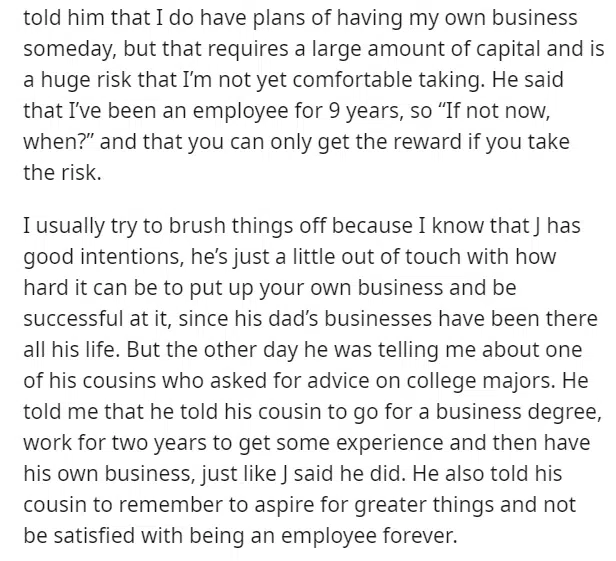 told him that I do have plans of having my own business
someday, but that requires a large amount of capital and is
a huge risk that I’m not yet comfortable taking. He said
that I’ve been an employee for 9 years, so “If not now,
when?” and that you can only get the reward if you take
the risk.
I usually try to brush things off because I know that J has
good intentions, he’s just a little out of touch with how
hard it can be to put up your own business and be
successful at it, since his dad’s businesses have been there
all his life. But the other day he was telling me about one
of his cousins who asked for advice on college majors. He
told me that he told his cousin to go for a business degree,
work for two years to get some experience and then have
his own business, just like J said he did. He also told his
cousin to remember to aspire for greater things and not
be satisfied with being an employee forever.